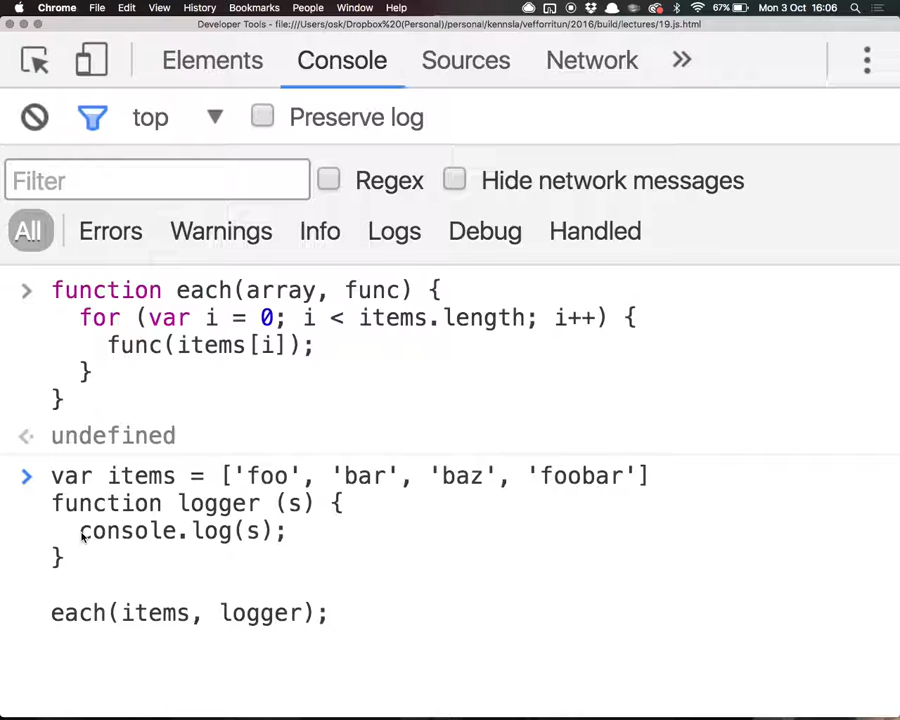 Chrome File Edit View History Bookmarks People Window Help 67% Mon 3 Oct 16:06
Developer Tools - file:///Users/osk/Dropbox%20(Personal)/personal/kennsla/vefforritun/2016/build/lectures/19.js.html
Elements Console Sources Network »
top ▼ Preserve log
Filter Regex Hide network messages
All Errors Warnings Info Logs Debug Handled
> function each(array, func) {
for (var i = 0; i < items.length; i++) {
func(items[i]);
}
}
undefined
> var items = ['foo', 'bar', 'baz', 'foobar']
function logger (s) {
console.log(s);
}
each(items, logger);